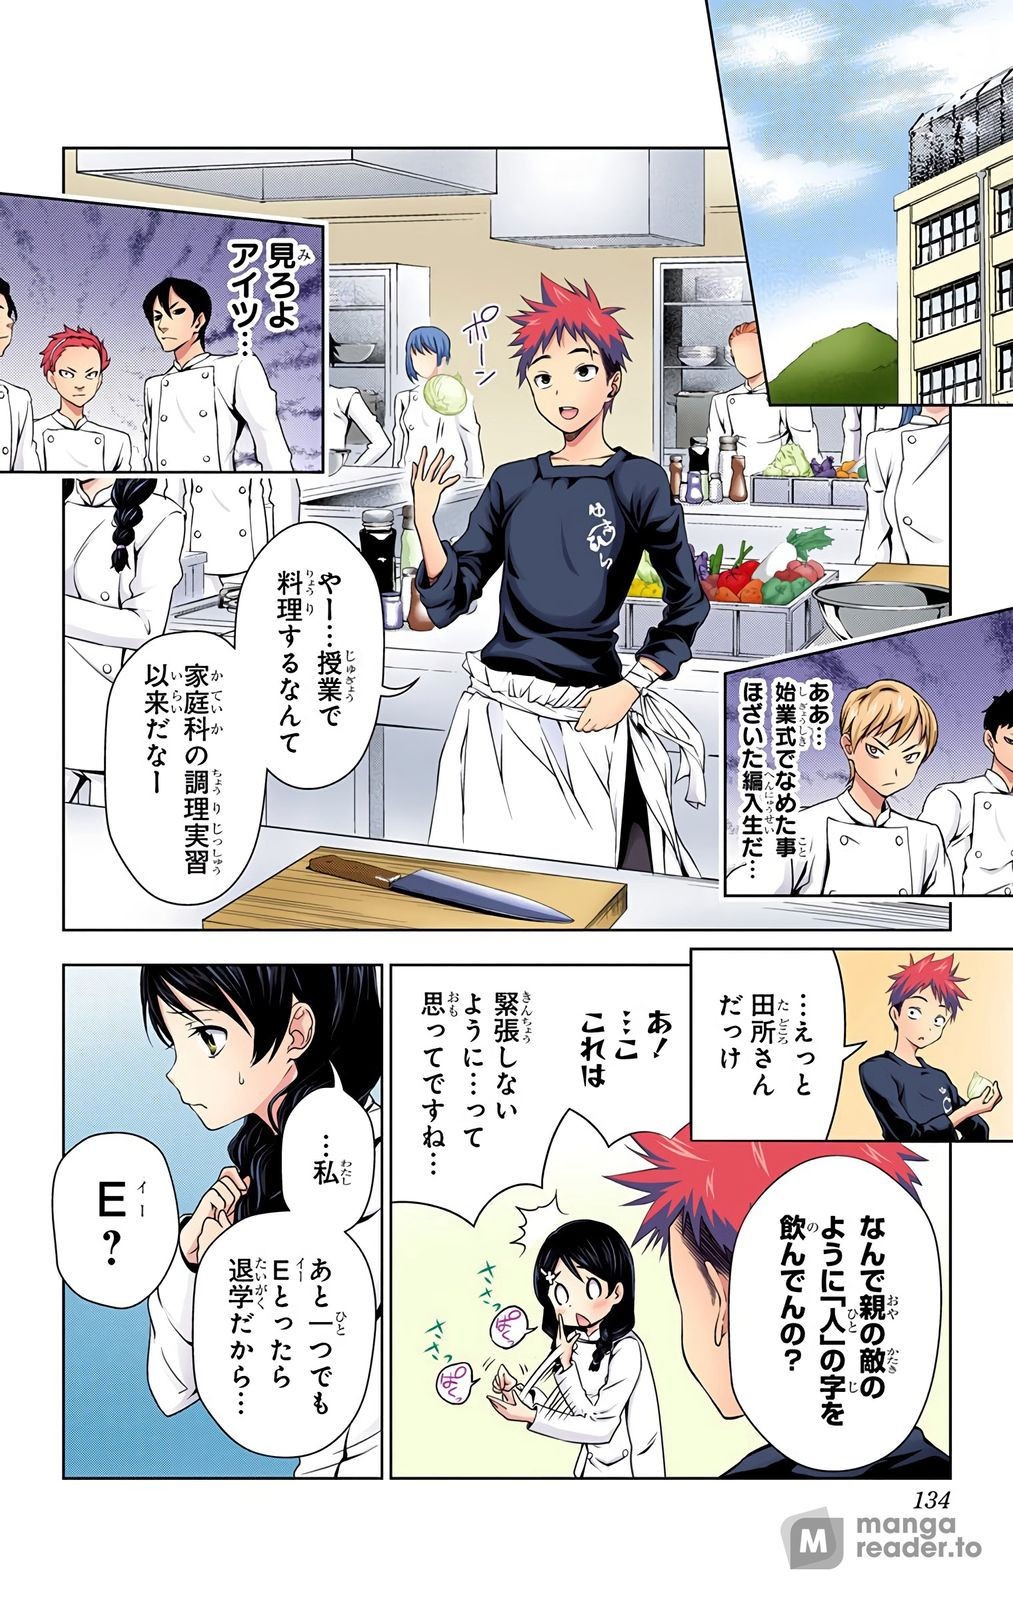 見ろよ
アイツ…
ポーン
ゆきひら
やー…授業で
料理するなんて
家庭科の調理実習
以来だなー
ああ…
始業式でなめた事
ほざいた編入生だ…
…えっと
田所さん
だっけ
なんで親の敵の
ように「人」の字を
飲んでんの？
あ！
…こ
これは
緊張しない
ように…って
思ってですね…
ささっ
ぱくっ
ささっ
ぱくっ
…私
あと一つでも
Eとったら
退学だから…
E？
134
M
manga
reader.to